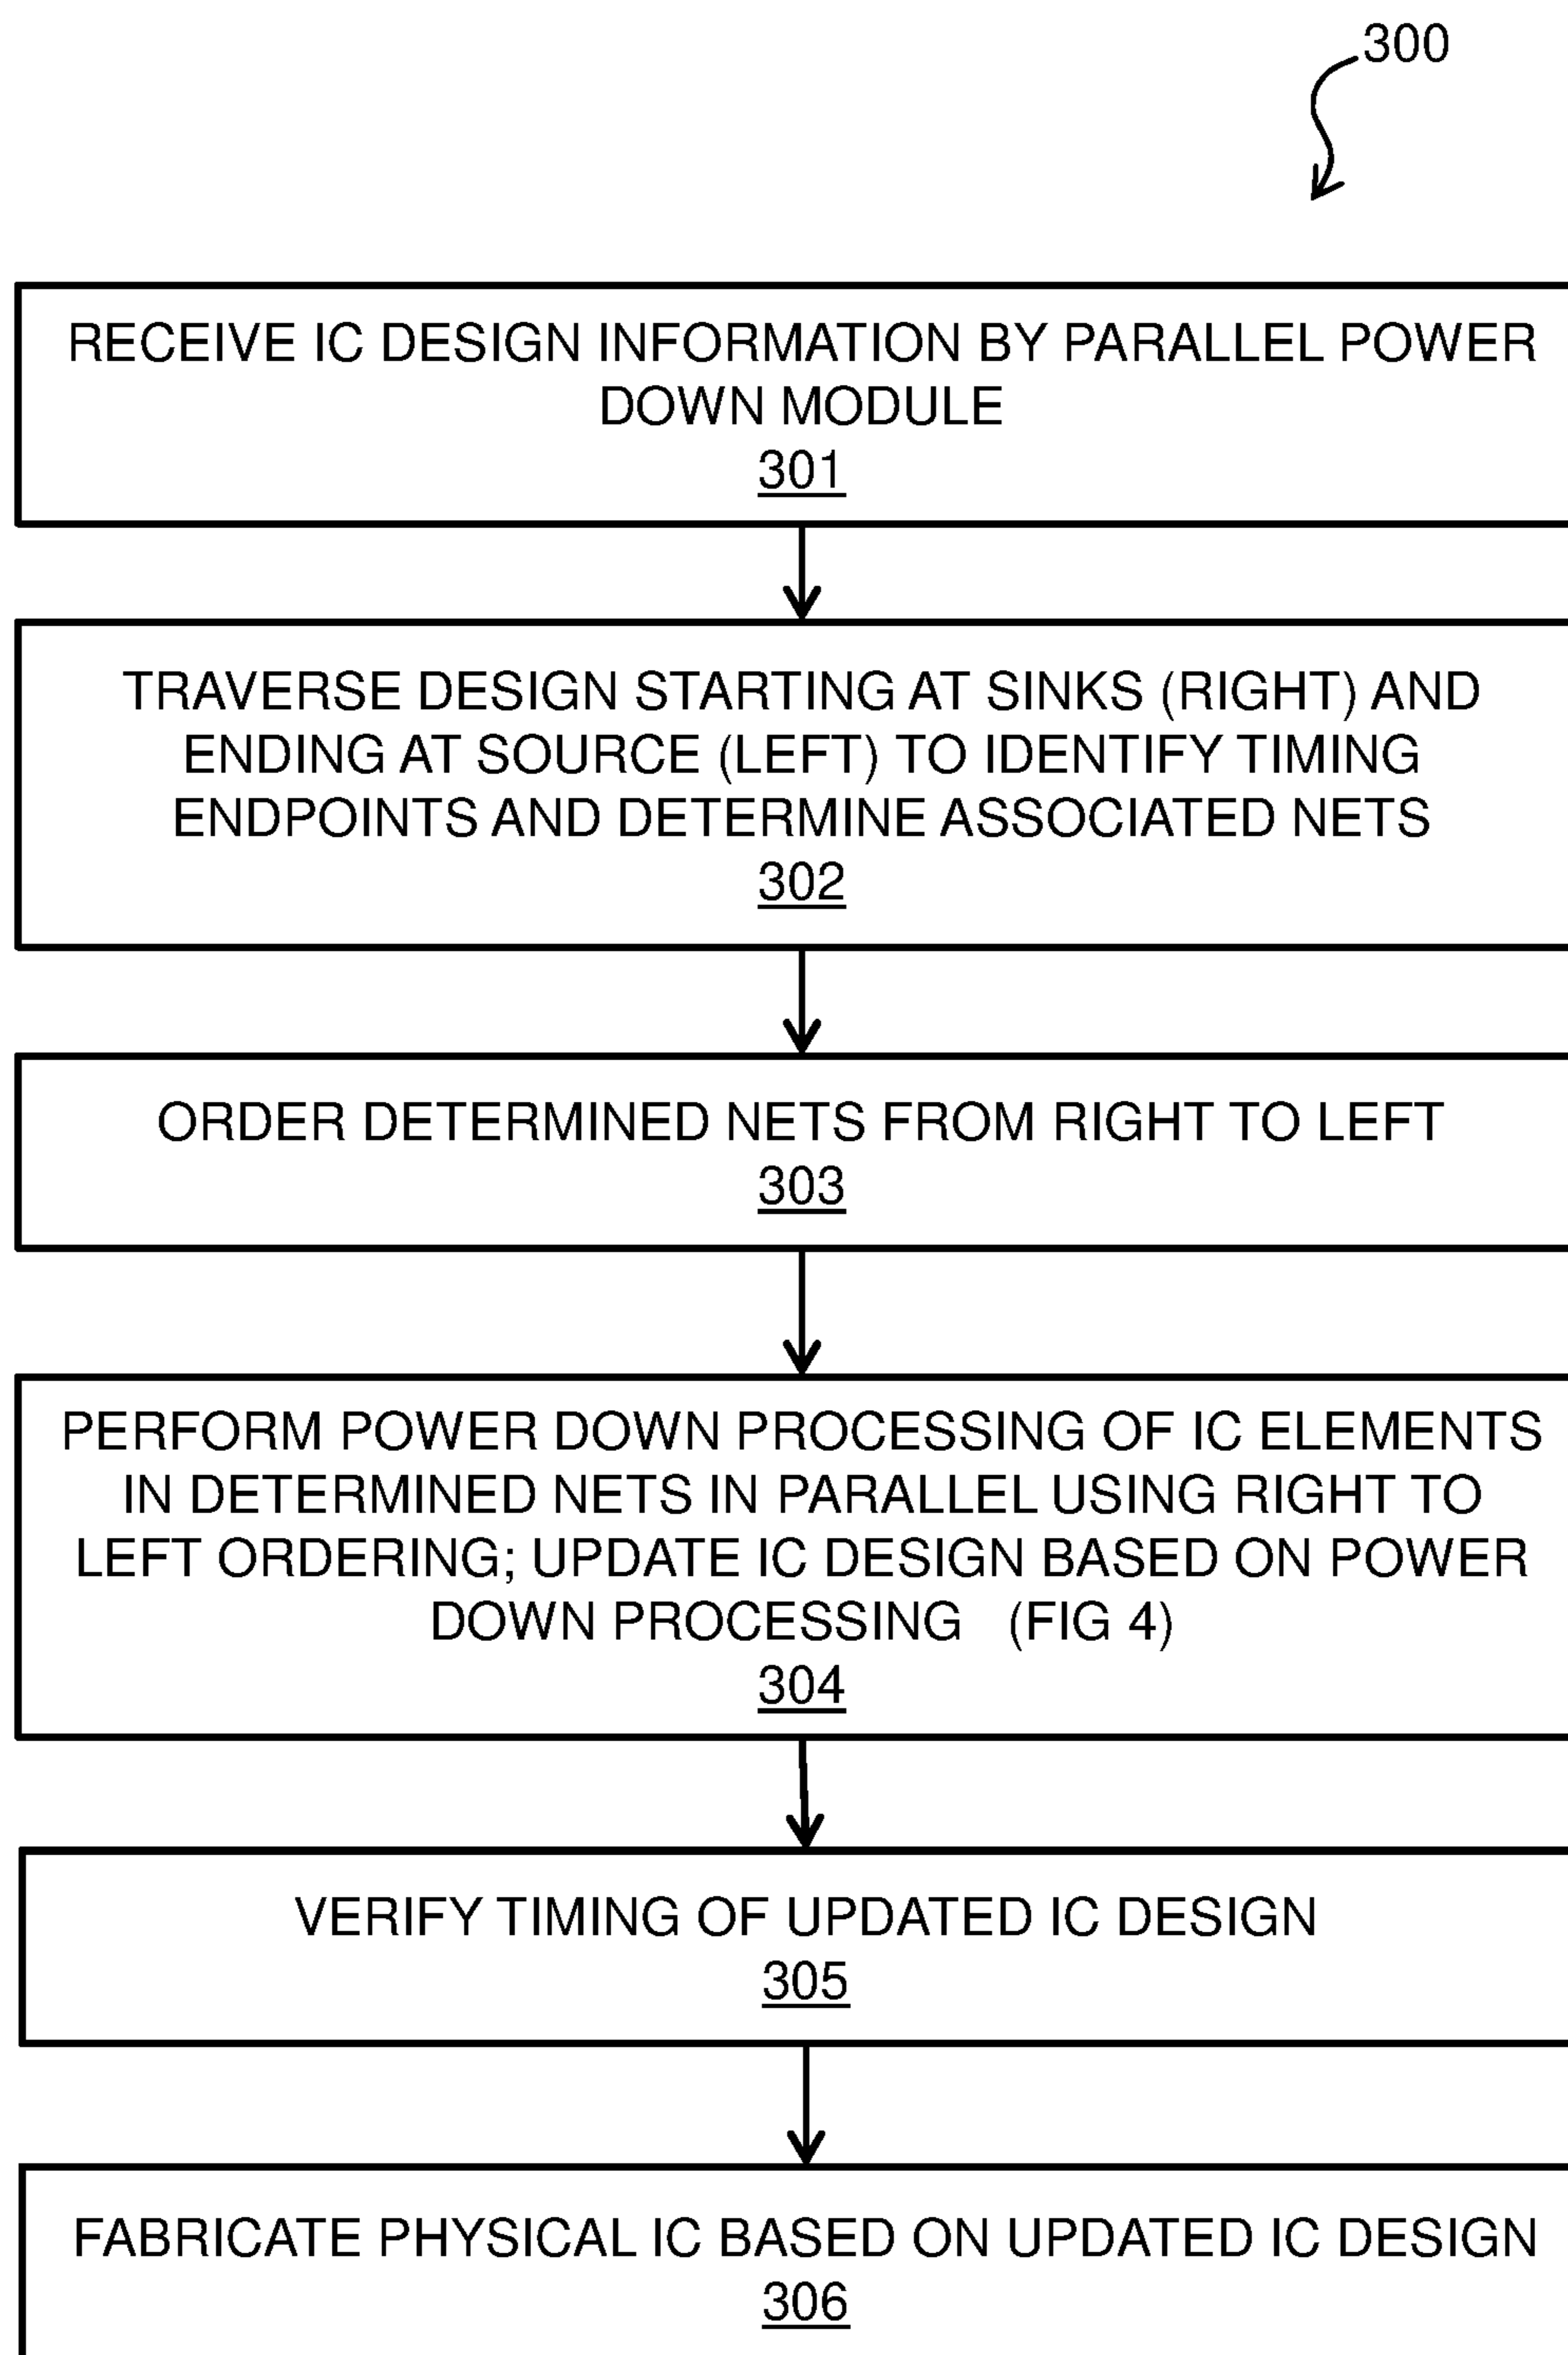 300
RECEIVE IC DESIGN INFORMATION BY PARALLEL POWER
DOWN MODULE
301
TRAVERSE DESIGN STARTING AT SINKS (RIGHT) AND
ENDING AT SOURCE (LEFT) TO IDENTIFY TIMING
ENDPOINTS AND DETERMINE ASSOCIATED NETS
302
ORDER DETERMINED NETS FROM RIGHT TO LEFT
303
PERFORM POWER DOWN PROCESSING OF IC ELEMENTS
IN DETERMINED NETS IN PARALLEL USING RIGHT TO
LEFT ORDERING; UPDATE IC DESIGN BASED ON POWER
DOWN PROCESSING (FIG 4)
304
VERIFY TIMING OF UPDATED IC DESIGN
305
FABRICATE PHYSICAL IC BASED ON UPDATED IC DESIGN
306